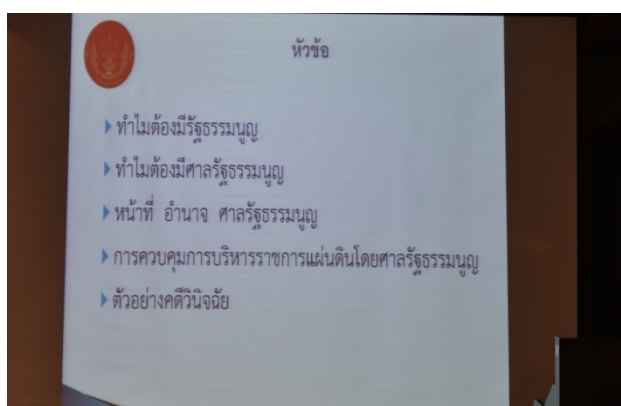 หัวข้อ
ทำไมต้องมีรัฐธรรมนูญ
ทำไมต้องมีศาลรัฐธรรมนูญ
หน้าที่ อำนาจ ศาลรัฐธรรมนูญ
การควบคุมการบริหารราชการแผ่นดินโดยศาลรัฐธรรมนูญ
ตัวอย่างคดีวินิจฉัย